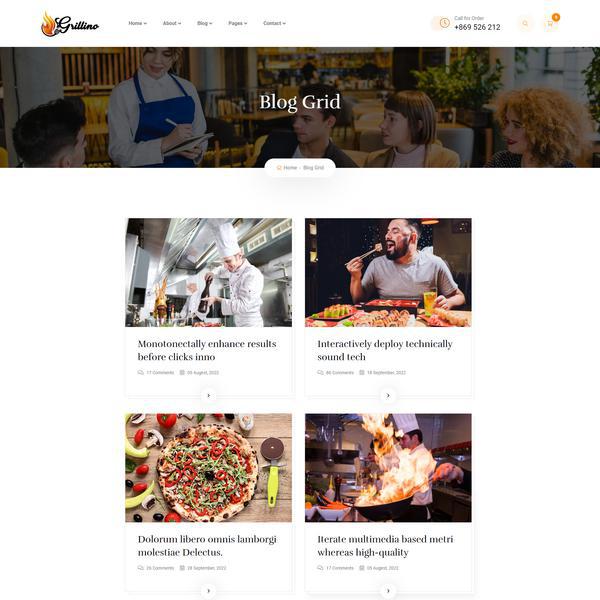 Grillino
Home
About
Blog
Pages
Contact
Call for Order
+869 526 212
0
Blog Grid
Home - Blog Grid
Monotonectally enhance results
before clicks inno
17 Comments
05 August, 2022
Interactively deploy technically
sound tech
66 Comments
18 September, 2022
Dolorum libero omnis lamborgi
molestiae Delectus.
26 Comments
28 September, 2022
Iterate multimedia based metri
whereas high-quality
17 Comments
05 August, 2022